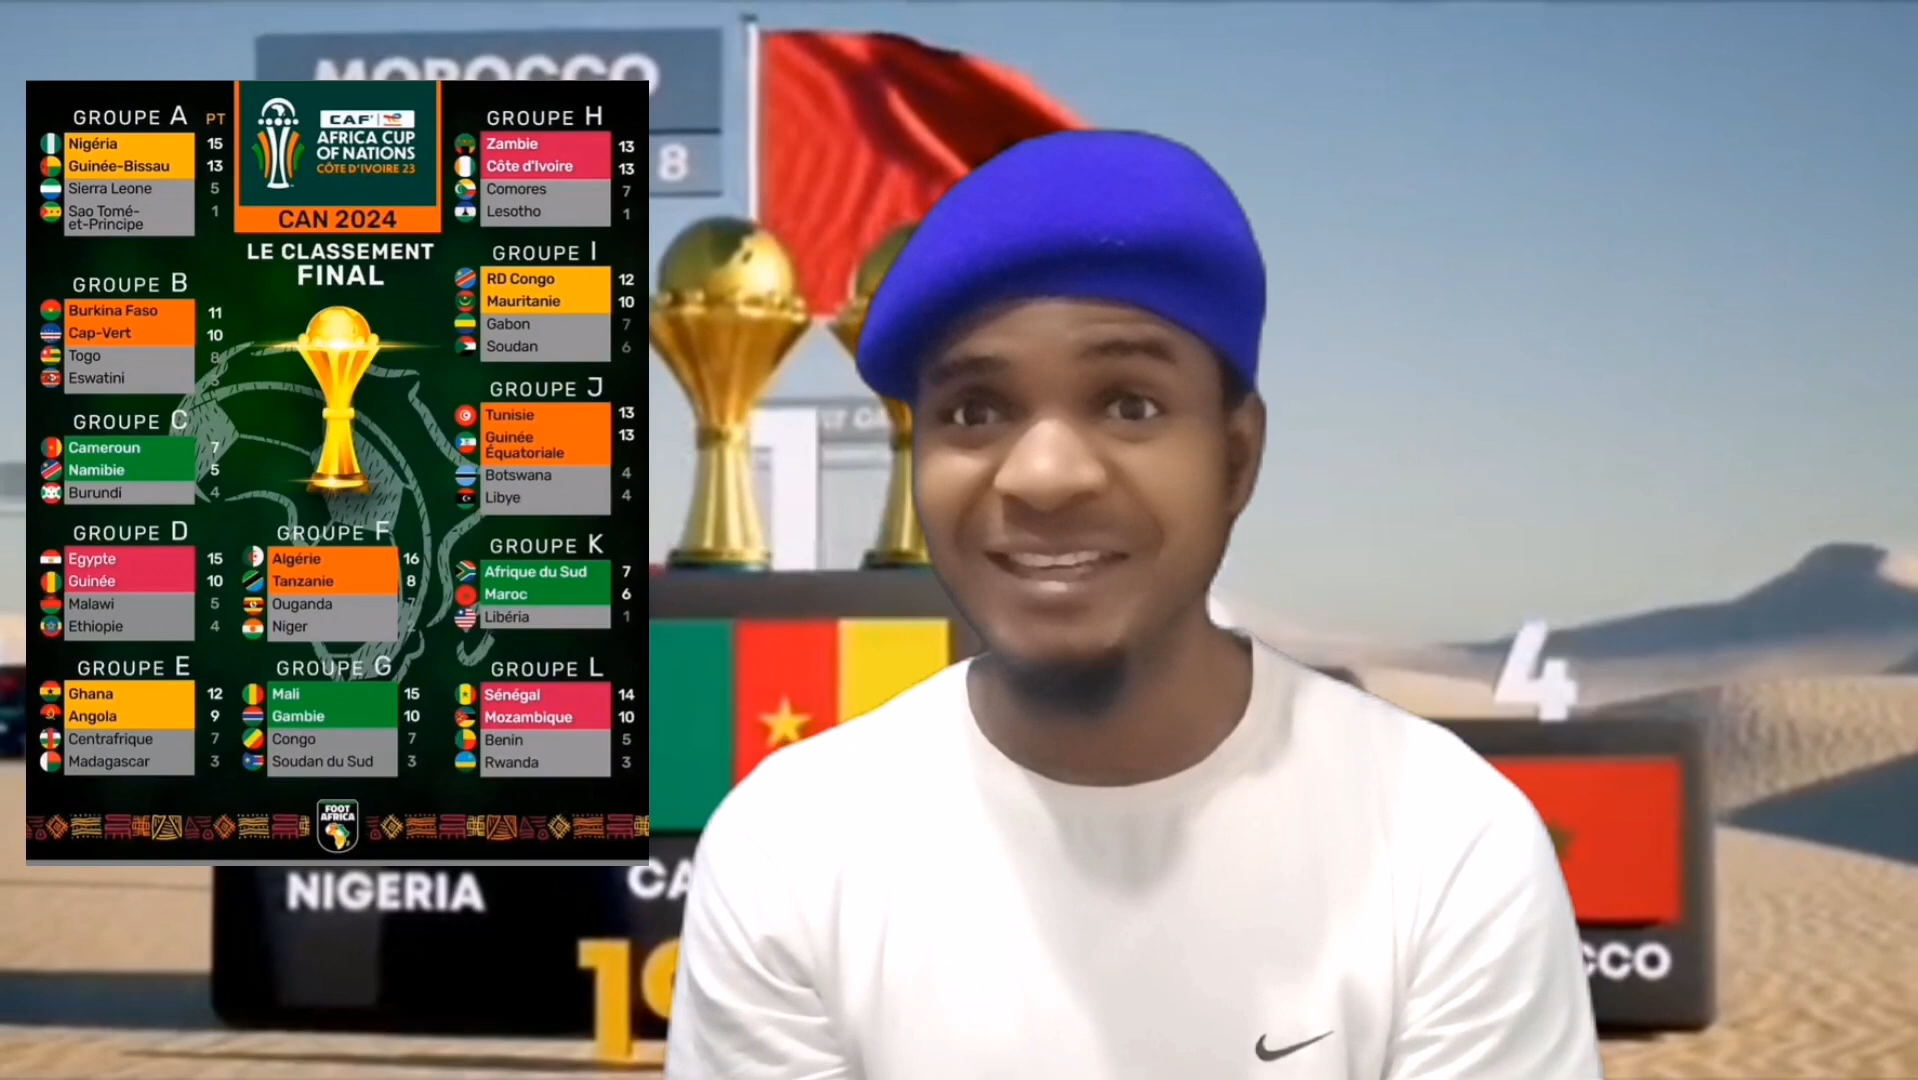 MOROCCO
8
GROUPE A PT
Nigéria 15
Guinée-Bissau 13
Sierra Leone 5
Sao Tomé-
et-Principe 1
GROUPE B
Burkina Faso 11
Cap-Vert 10
Togo 8
Eswatini
GROUPE C
Cameroun 7
Namibie 5
Burundi 4
GROUPE D
Egypte 15
Guinée 10
Malawi 5
Ethiopie 4
GROUPE E
Ghana 12
Angola 9
Centrafrique 7
Madagascar 3
CAF
AFRICA CUP
OF NATIONS
CÔTE D'IVOIRE 23
CAN 2024
LE CLASSEMENT
FINAL
GROUPE F
Algérie 16
Tanzanie 8
Ouganda 7
Niger
GROUPE G
Mali 15
Gambie 10
Congo 7
Soudan du Sud 3
GROUPE H
Zambie 13
Côte d'Ivoire 13
Comores 7
Lesotho 1
GROUPE I
RD Congo 12
Mauritanie 10
Gabon 7
Soudan 6
GROUPE J
Tunisie 13
Guinée 13
Équatoriale
Botswana 4
Libye 4
GROUPE K
Afrique du Sud 7
Maroc 6
Libéria 1
GROUPE L
Sénégal 14
Mozambique 10
Benin 5
Rwanda 3
FOOT
AFRICA
4
NIGERIA
CA
CCO
19